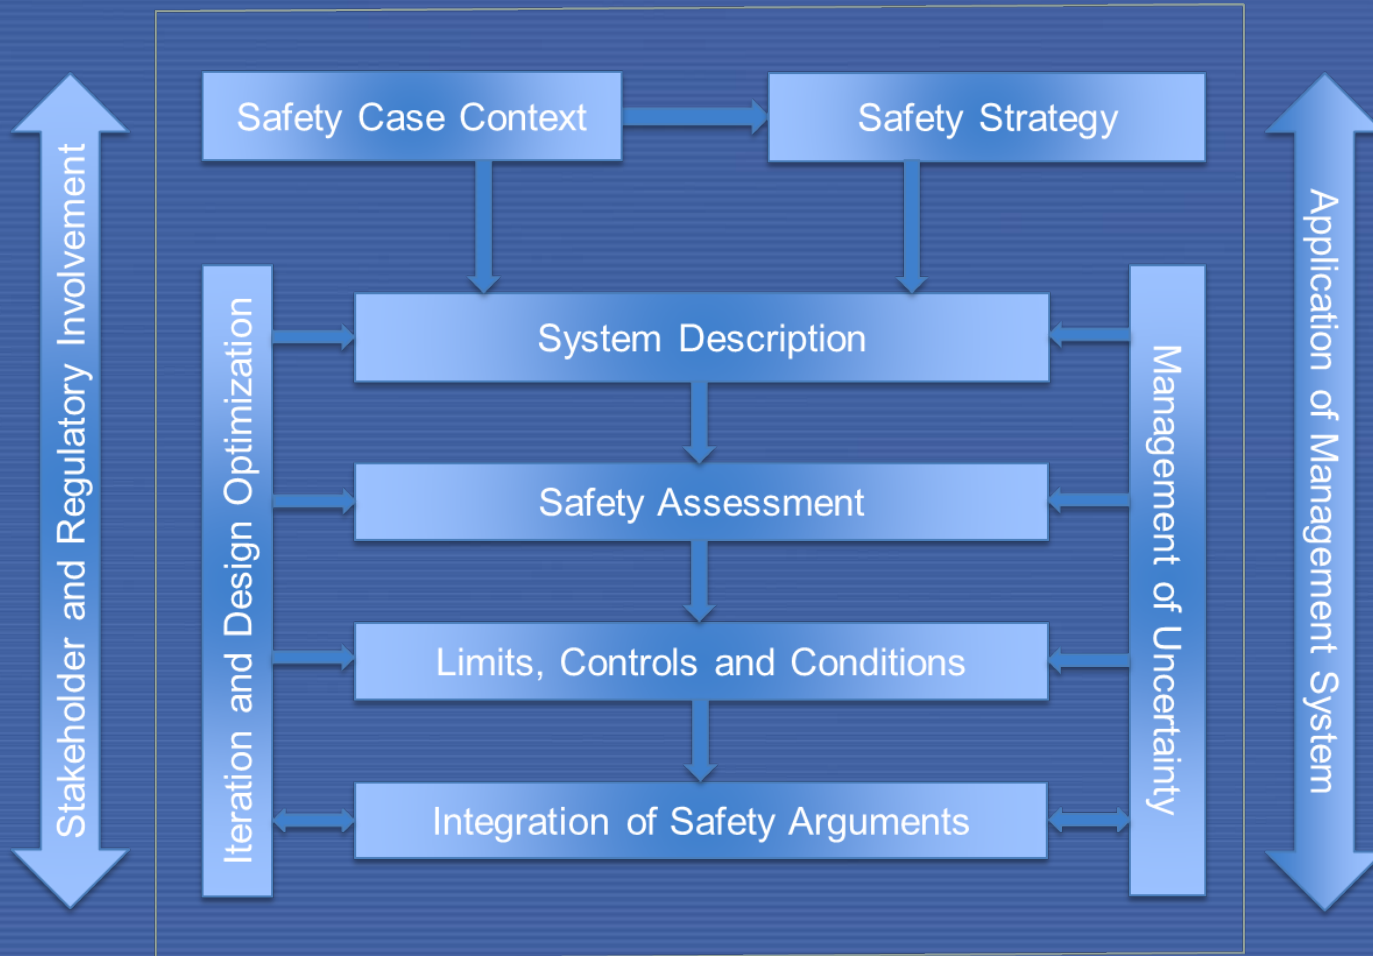 Safety Case Context
Safety Strategy
Stakeholder and Regulatory Involvement
Iteration and Design Optimization
System Description
Safety Assessment
Limits, Controls and Conditions
Integration of Safety Arguments
Management of Uncertainty
Application of Management System